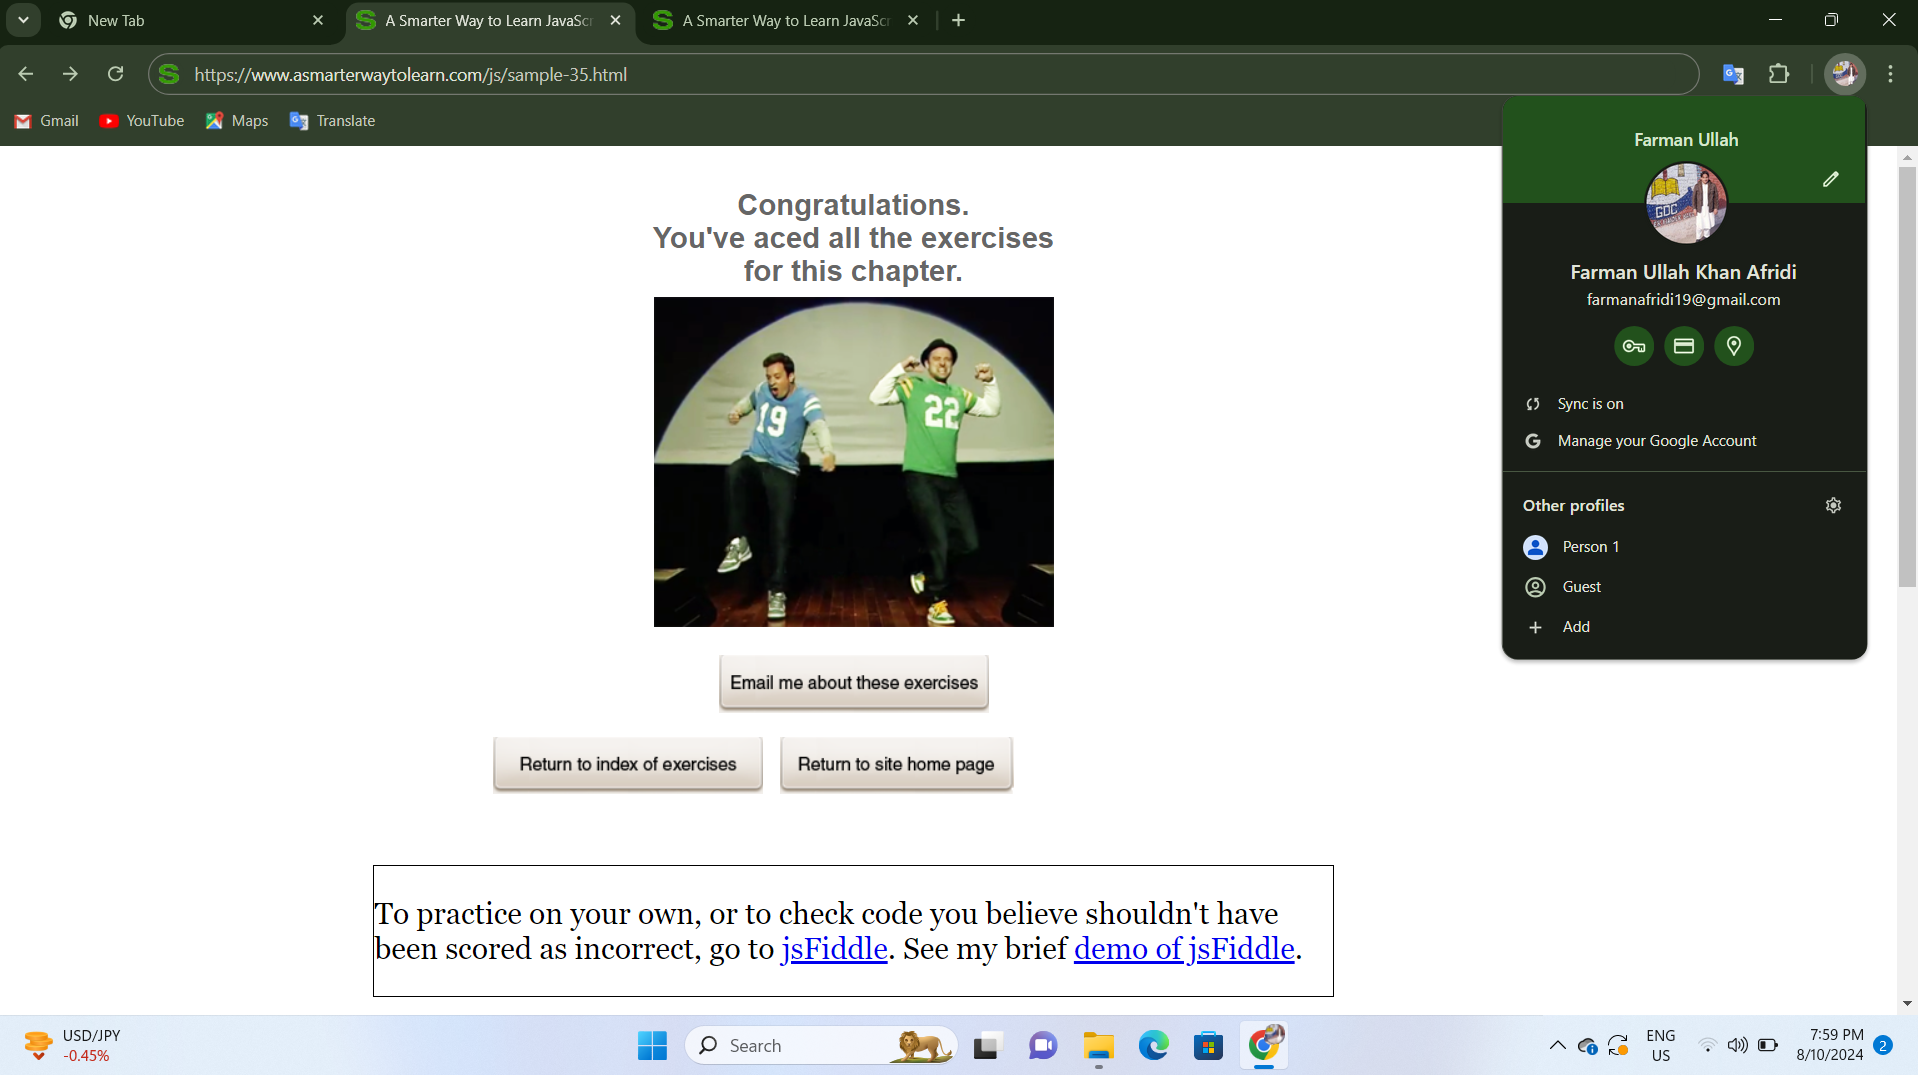 New Tab
A Smarter Way to Learn JavaScr
A Smarter Way to Learn JavaScr
https://www.asmarterwaytolearn.com/js/sample-35.html
Gmail
YouTube
Maps
Translate
Farman Ullah
GDC
Farman Ullah Khan Afridi
farmanafridi19@gmail.com
Sync is on
Manage your Google Account
Other profiles
Person 1
Guest
Add
Congratulations.
You've aced all the exercises
for this chapter.
19
22
Email me about these exercises
Return to index of exercises
Return to site home page
To practice on your own, or to check code you believe shouldn't have
been scored as incorrect, go to jsFiddle. See my brief demo of jsFiddle.
USD/JPY
-0.45%
Search
ENG
US
7:59 PM
8/10/2024
2